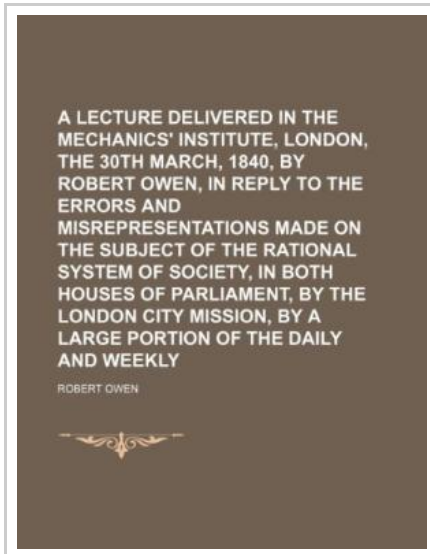 A LECTURE DELIVERED IN THE
MECHANICS' INSTITUTE, LONDON,
THE 30TH MARCH, 1840, BY
ROBERT OWEN, IN REPLY TO THE
ERRORS AND
MISREPRESENTATIONS MADE ON
THE SUBJECT OF THE RATIONAL
SYSTEM OF SOCIETY, IN BOTH
HOUSES OF PARLIAMENT, BY THE
LONDON CITY MISSION, BY A
LARGE PORTION OF THE DAILY
AND WEEKLY
ROBERT OWEN